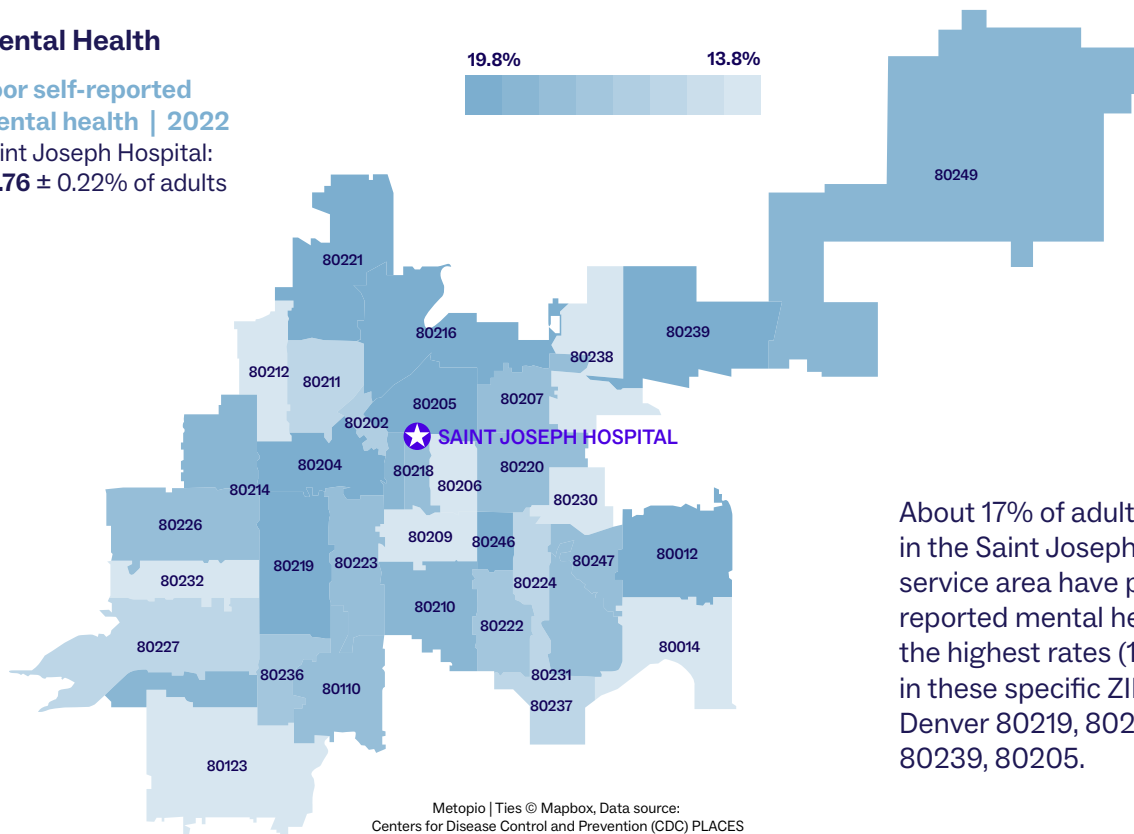 ental Health
oor self-reported
ental health | 2022
int Joseph Hospital:
.76 ± 0.22% of adults
19.8%
13.8%
80249
80221
80216
80239
80238
80212
80211
80207
80205
80202
SAINT JOSEPH HOSPITAL
80204
80218
80220
80206
80214
80230
80226
80209
80246
80012
80219
80223
80247
80232
80224
80210
80222
80227
80014
80236
80231
80110
80237
80123
About 17% of adult
in the Saint Joseph
service area have p
reported mental he
the highest rates (1
in these specific ZI
Denver 80219, 802
80239, 80205.
Metopio | Ties © Mapbox, Data source:
Centers for Disease Control and Prevention (CDC) PLACES